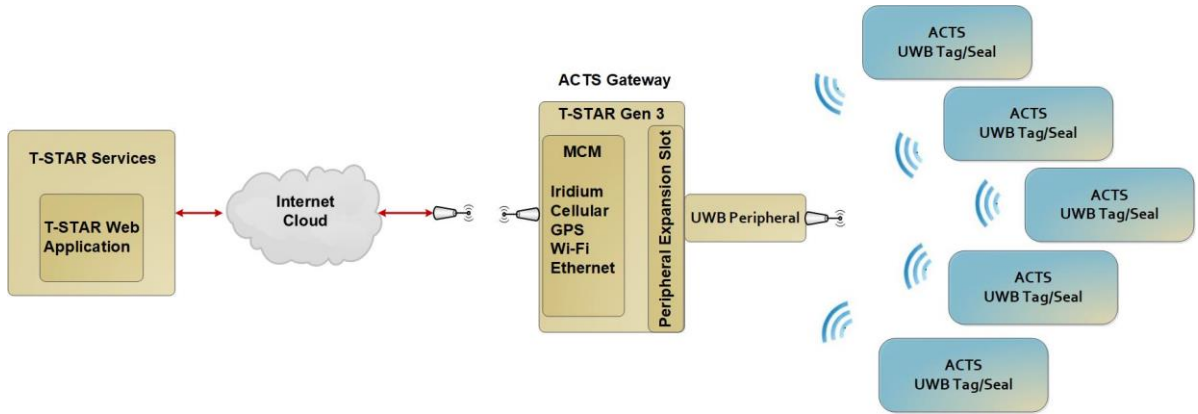 T-STAR Services
T-STAR Web
Application
Internet
Cloud
ACTS Gateway
T-STAR Gen 3
MCM
Iridium
Cellular
GPS
Wi-Fi
Ethernet
Peripheral Expansion Slot
UWB Peripheral
ACTS
UWB Tag/Seal
ACTS
UWB Tag/Seal
ACTS
UWB Tag/Seal
ACTS
UWB Tag/Seal
ACTS
UWB Tag/Seal